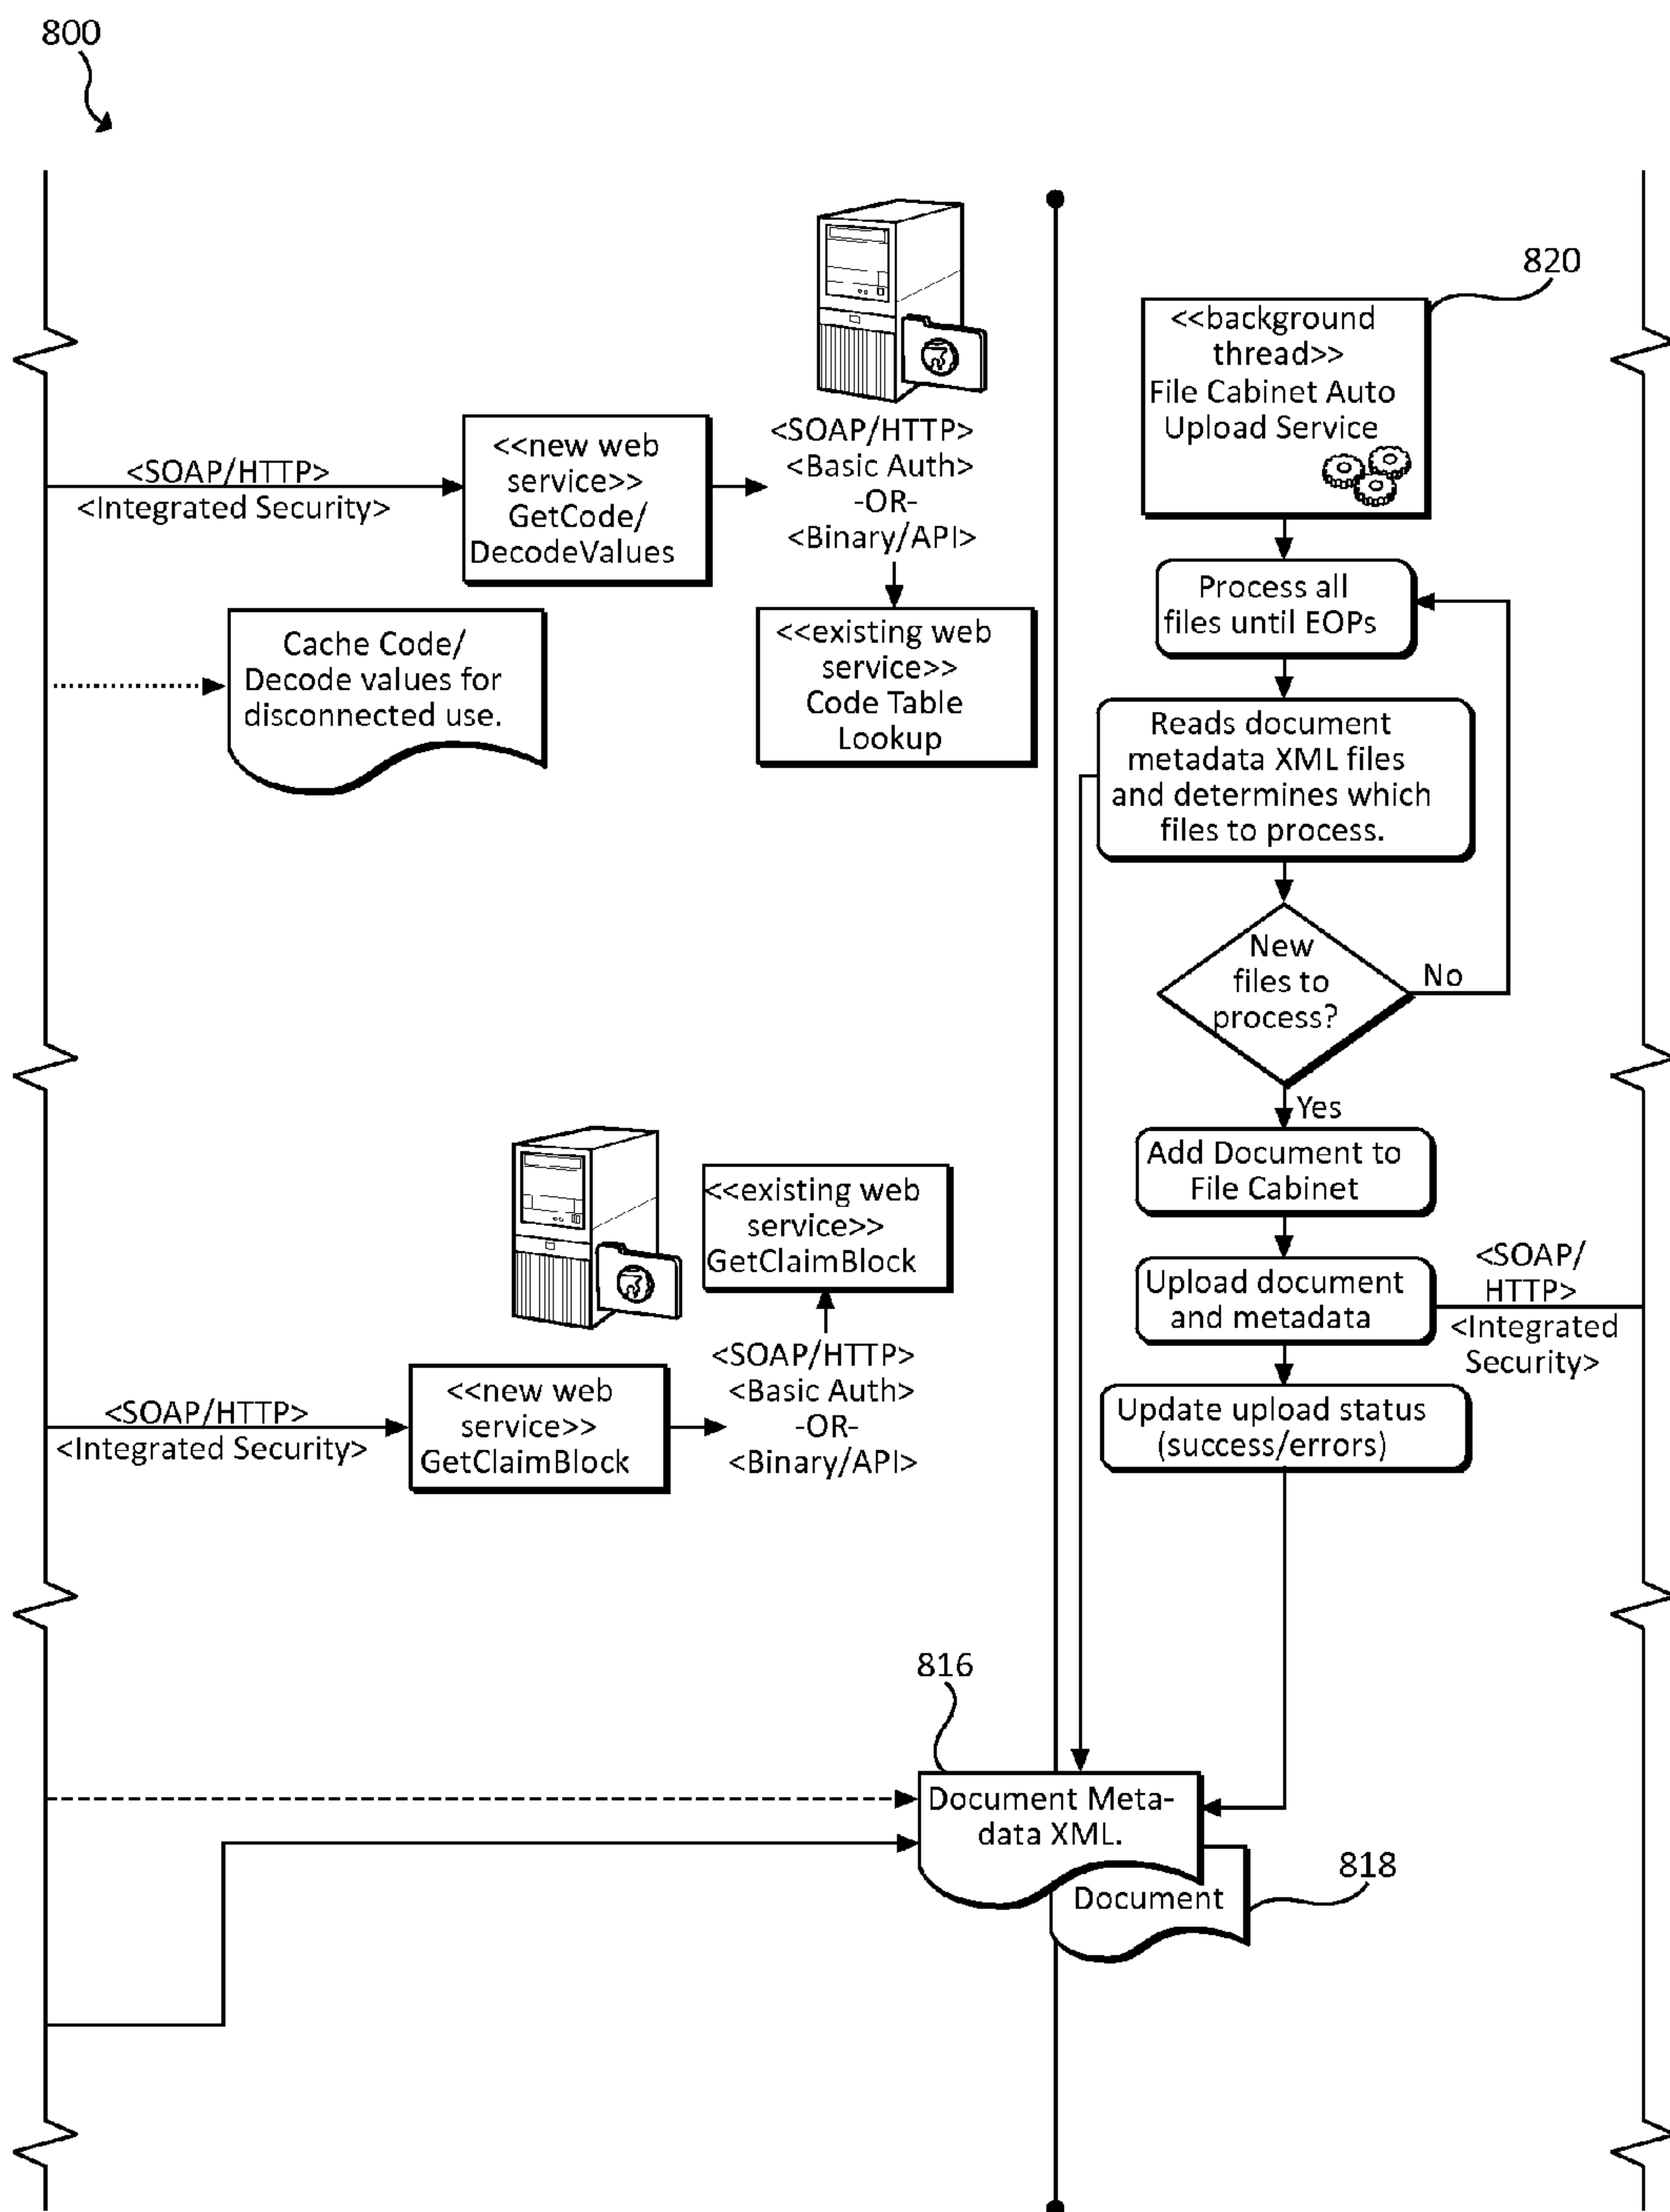 800
820
<<background
thread>>
File Cabinet Auto
Upload Service
<SOAP/HTTP>
<Integrated Security>
<<new web
service>>
GetCode/
DecodeValues
<SOAP/HTTP>
<Basic Auth>
-OR-
<Binary/API>
Cache Code/
Decode values for
disconnected use.
<<existing web
service>>
Code Table
Lookup
Process all
files until EOPs
Reads document
metadata XML files
and determines which
files to process.
New
files to
process?
No
Yes
Add Document to
File Cabinet
Upload document
and metadata
<SOAP/
HTTP>
<Integrated
Security>
Update upload status
(success/errors)
<<existing web
service>>
GetClaimBlock
<SOAP/HTTP>
<Integrated Security>
<<new web
service>>
GetClaimBlock
<SOAP/HTTP>
<Basic Auth>
-OR-
<Binary/API>
816
Document Meta-
data XML.
Document
818